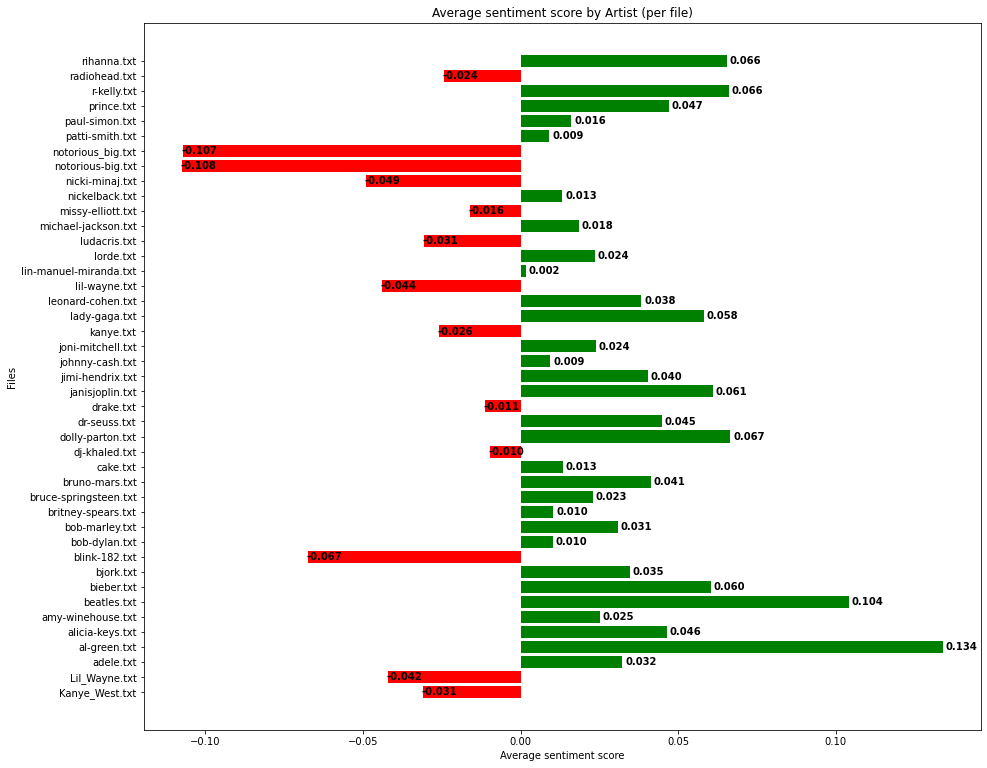 Average sentiment score by Artist (per file)
rihanna.txt 0.066
radiohead.txt -0.024
r-kelly.txt 0.066
prince.txt 0.047
paul-simon.txt 0.016
patti-smith.txt 0.009
notorious_big.txt -0.107
notorious-big.txt -0.108
nicki-minaj.txt -0.049
nickelback.txt 0.013
missy-elliott.txt -0.016
michael-jackson.txt 0.018
ludacris.txt -0.031
lorde.txt 0.024
lin-manuel-miranda.txt 0.002
lil-wayne.txt -0.044
leonard-cohen.txt 0.038
lady-gaga.txt 0.058
kanye.txt -0.026
joni-mitchell.txt 0.024
johnny-cash.txt 0.009
jimi-hendrix.txt 0.040
janisjoplin.txt 0.061
drake.txt -0.011
dr-seuss.txt 0.045
dolly-parton.txt 0.067
dj-khaled.txt -0.010
cake.txt 0.013
bruno-mars.txt 0.041
bruce-springsteen.txt 0.023
britney-spears.txt 0.010
bob-marley.txt 0.031
bob-dylan.txt 0.010
blink-182.txt -0.067
bjork.txt 0.035
bieber.txt 0.060
beatles.txt 0.104
amy-winehouse.txt 0.025
alicia-keys.txt 0.046
al-green.txt 0.134
adele.txt 0.032
Lil_Wayne.txt -0.042
Kanye_West.txt -0.031
Files
−0.10 −0.05 0.00 0.05 0.10
Average sentiment score